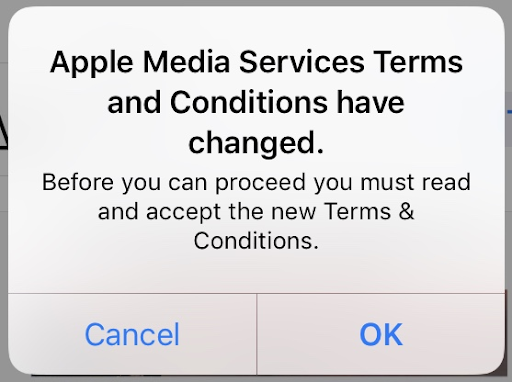 Apple Media Services Terms
and Conditions have
changed.
Before you can proceed you must read
and accept the new Terms &
Conditions.
Cancel
OK